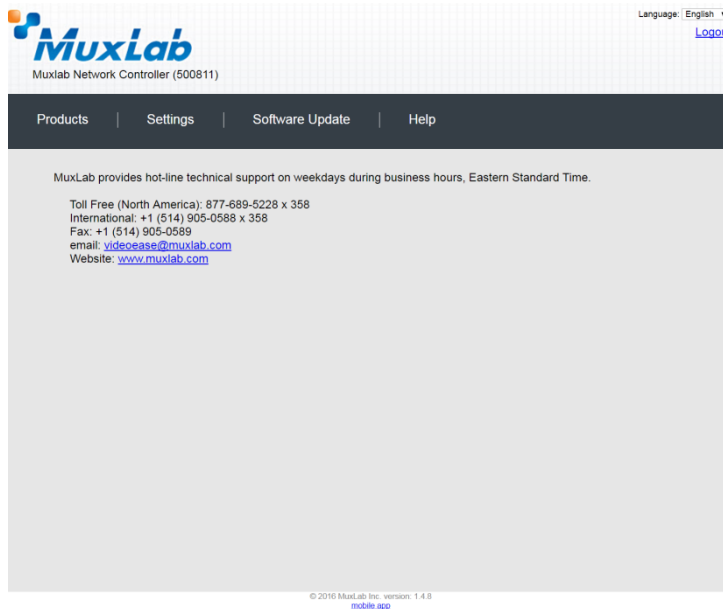 Language: English
MuxLab
Muxlab Network Controller (500811)
Products | Settings | Software Update | Help
MuxLab provides hot-line technical support on weekdays during business hours, Eastern Standard Time.
Toll Free (North America): 877-689-5228 x 358
International: +1 (514) 905-0588 x 358
Fax: +1 (514) 905-0589
email: videoease@muxlab.com
Website: www.muxlab.com
© 2016 MuxLab Inc. version: 1.4.8
mobile app